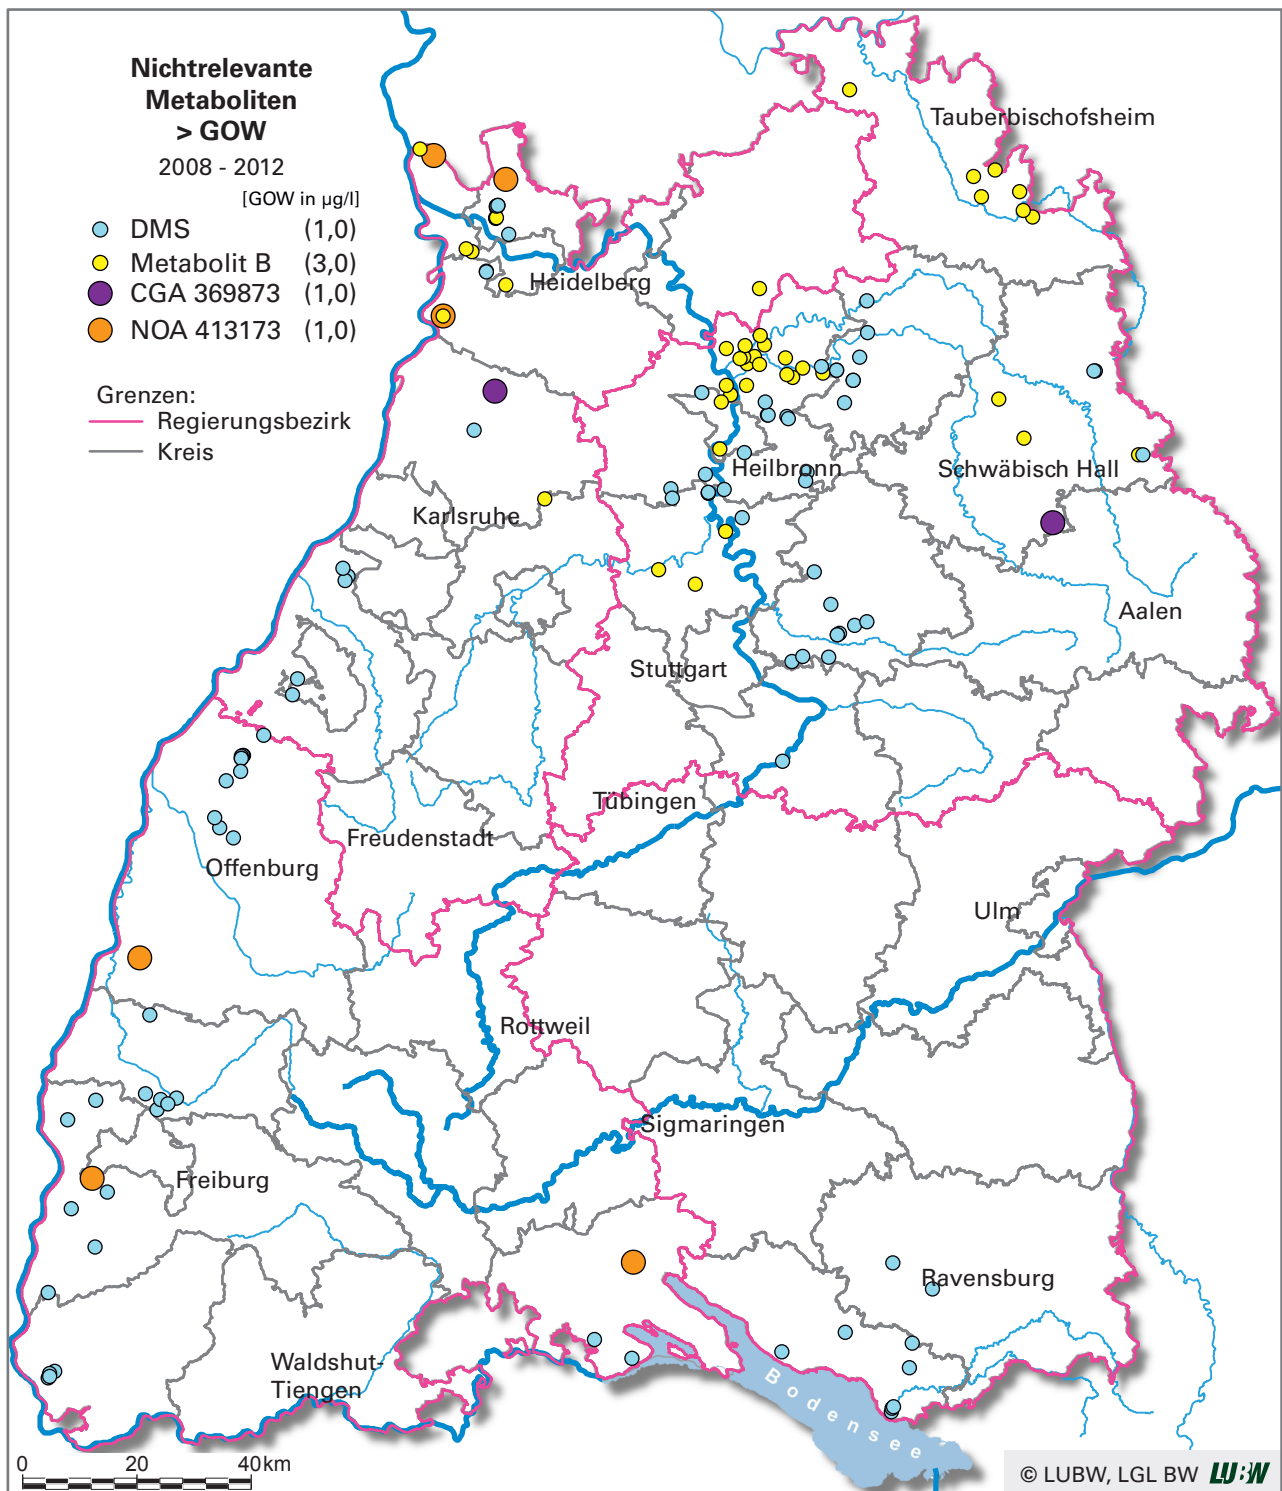 Nichtrelevante
Metaboliten
> GOW
2008 - 2012
[GOW in µg/l]
DMS (1,0)
Metabolit B (3,0)
CGA 369873 (1,0)
NOA 413173 (1,0)
Grenzen:
Regierungsbezirk
Kreis
Tauberbischofsheim
Heidelberg
Heilbronn
Schwäbisch Hall
Karlsruhe
Aalen
Stuttgart
Tübingen
Freudenstadt
Offenburg
Ulm
Rottweil
Sigmaringen
Freiburg
Ravensburg
Waldshut-
Tiengen
Bodensee
0 20 40 km
© LUBW, LGL BW LUBW